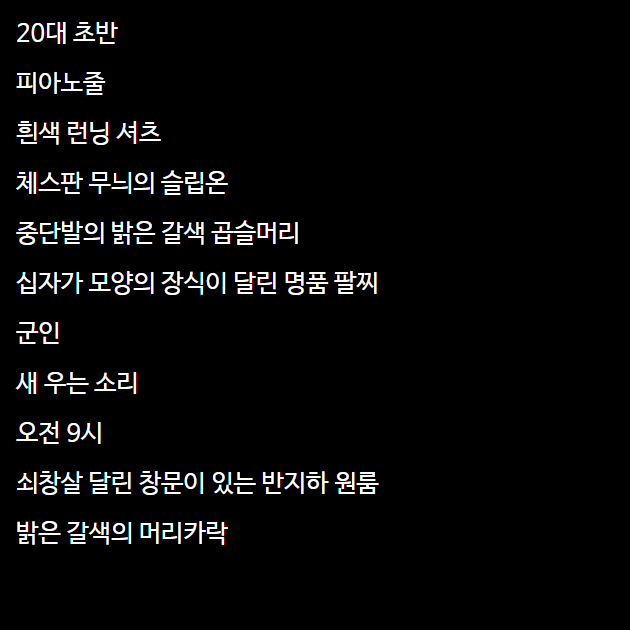 20대 초반
피아노줄
흰색 런닝 셔츠
체스판 무늬의 슬립온
중단발의 밝은 갈색 곱슬머리
십자가 모양의 장식이 달린 명품 팔찌
군인
새 우는 소리
오전 9시
쇠창살 달린 창문이 있는 반지하 원룸
밝은 갈색의 머리카락